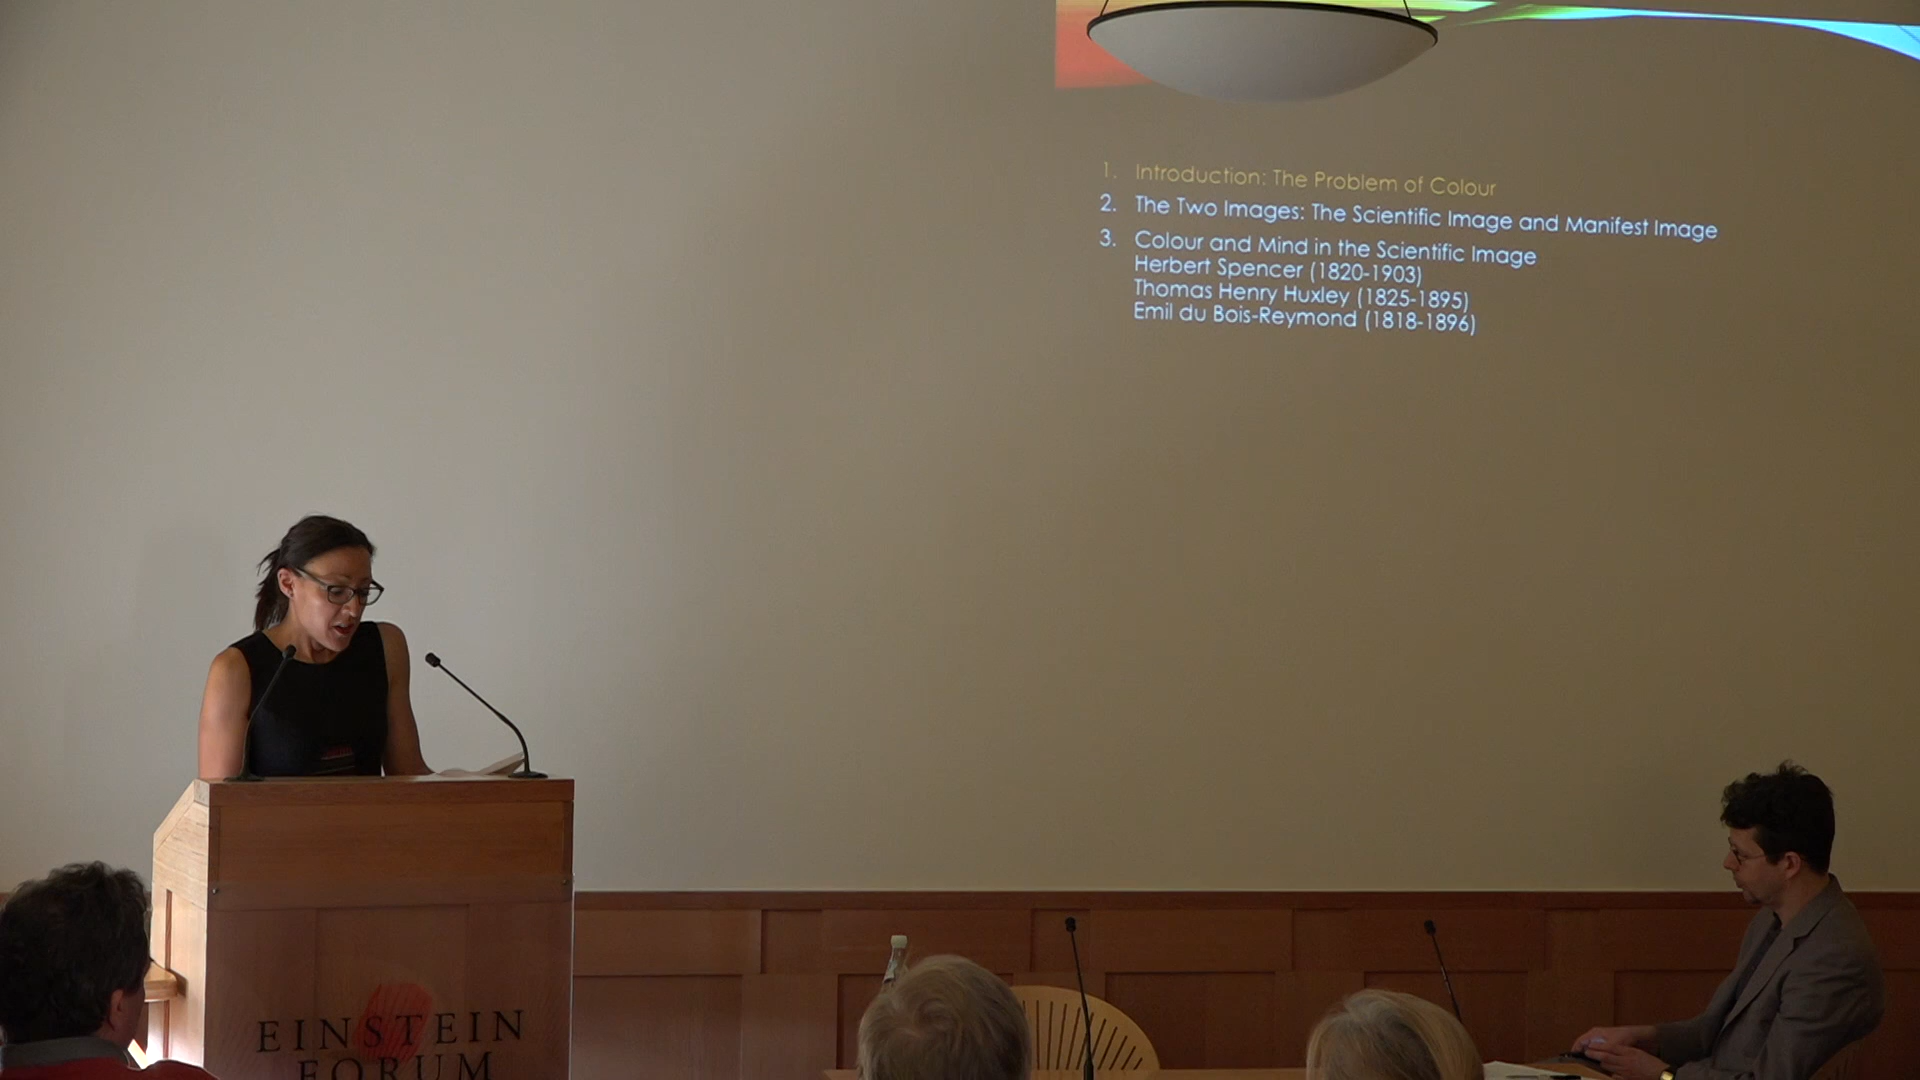 1. Introduction: The Problem of Colour
2. The Two Images: The Scientific Image and Manifest Image
3. Colour and Mind in the Scientific Image
Herbert Spencer (1820-1903)
Thomas Henry Huxley (1825-1895)
Emil du Bois-Reymond (1818-1896)
EINSTEIN
FORUM